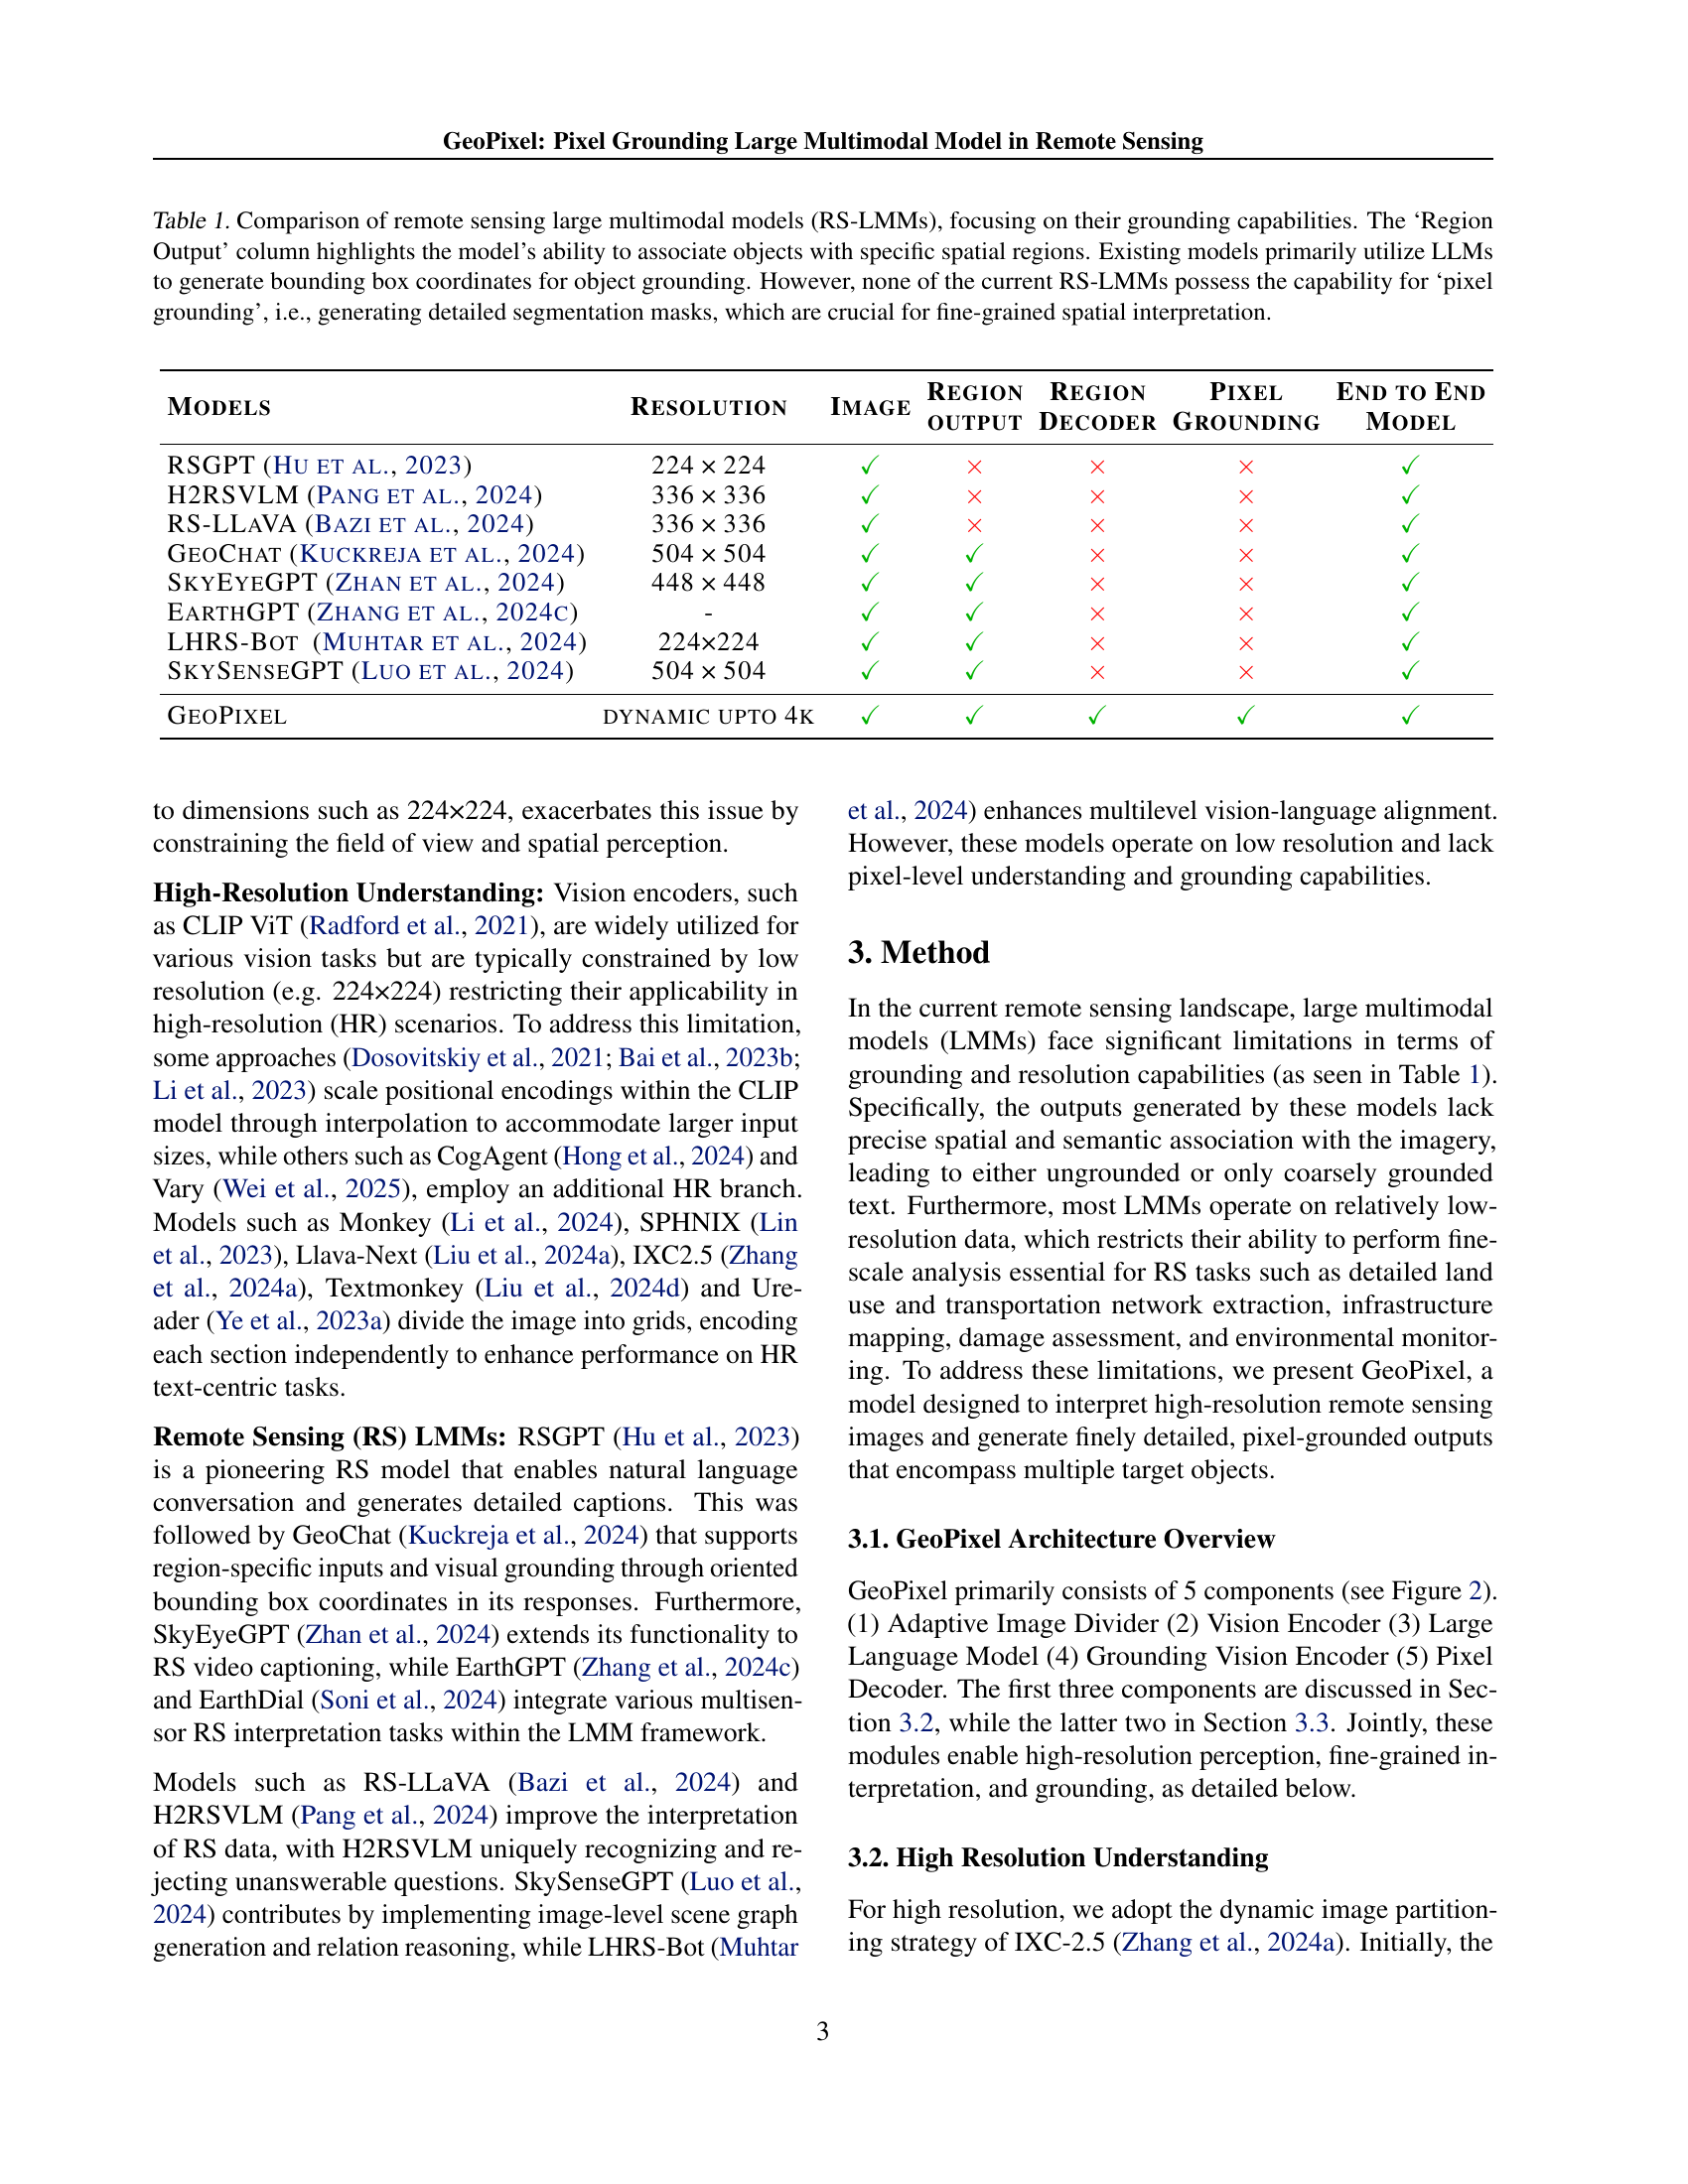 GeoPixel: Pixel Grounding Large Multimodal Model in Remote Sensing
Table 1. Comparison of remote sensing large multimodal models (RS-LMMs), focusing on their grounding capabilities. The ‘Region
Output’ column highlights the model’s ability to associate objects with specific spatial regions. Existing models primarily utilize LLMs
to generate bounding box coordinates for object grounding. However, none of the current RS-LMMs possess the capability for ‘pixel
grounding’, i.e., generating detailed segmentation masks, which are crucial for fine-grained spatial interpretation.
MODELS RESOLUTION IMAGE REGION OUTPUT REGION DECODER PIXEL GROUNDING END TO END MODEL
RSGPT (HU ET AL., 2023) 224 × 224 ✓ × × × ✓
H2RSVLM (PANG ET AL., 2024) 336 × 336 ✓ × × × ✓
RS-LLAVA (BAZI ET AL., 2024) 336 × 336 ✓ × × × ✓
GEOCHAT (KUCKREJA ET AL., 2024) 504 × 504 ✓ ✓ × × ✓
SKYEYEGPT (ZHAN ET AL., 2024) 448 × 448 ✓ ✓ × × ✓
EARTHGPT (ZHANG ET AL., 2024C) - ✓ ✓ × × ✓
LHRS-BOT (MUHTAR ET AL., 2024) 224×224 ✓ ✓ × × ✓
SKYSENSEGPT (LUO ET AL., 2024) 504 × 504 ✓ ✓ × × ✓
GEOPIXEL DYNAMIC UPTO 4K ✓ ✓ ✓ ✓ ✓
to dimensions such as 224×224, exacerbates this issue by
constraining the field of view and spatial perception.
High-Resolution Understanding: Vision encoders, such
as CLIP ViT (Radford et al., 2021), are widely utilized for
various vision tasks but are typically constrained by low
resolution (e.g. 224×224) restricting their applicability in
high-resolution (HR) scenarios. To address this limitation,
some approaches (Dosovitskiy et al., 2021; Bai et al., 2023b;
Li et al., 2023) scale positional encodings within the CLIP
model through interpolation to accommodate larger input
sizes, while others such as CogAgent (Hong et al., 2024) and
Vary (Wei et al., 2025), employ an additional HR branch.
Models such as Monkey (Li et al., 2024), SPHNIX (Lin
et al., 2023), Llava-Next (Liu et al., 2024a), IXC2.5 (Zhang
et al., 2024a), Textmonkey (Liu et al., 2024d) and Ure-
ader (Ye et al., 2023a) divide the image into grids, encoding
each section independently to enhance performance on HR
text-centric tasks.
Remote Sensing (RS) LMMs: RSGPT (Hu et al., 2023)
is a pioneering RS model that enables natural language
conversation and generates detailed captions. This was
followed by GeoChat (Kuckreja et al., 2024) that supports
region-specific inputs and visual grounding through oriented
bounding box coordinates in its responses. Furthermore,
SkyEyeGPT (Zhan et al., 2024) extends its functionality to
RS video captioning, while EarthGPT (Zhang et al., 2024c)
and EarthDial (Soni et al., 2024) integrate various multisen-
sor RS interpretation tasks within the LMM framework.
Models such as RS-LLaVA (Bazi et al., 2024) and
H2RSVLM (Pang et al., 2024) improve the interpretation
of RS data, with H2RSVLM uniquely recognizing and re-
jecting unanswerable questions. SkySenseGPT (Luo et al.,
2024) contributes by implementing image-level scene graph
generation and relation reasoning, while LHRS-Bot (Muhtar
et al., 2024) enhances multilevel vision-language alignment.
However, these models operate on low resolution and lack
pixel-level understanding and grounding capabilities.
3. Method
In the current remote sensing landscape, large multimodal
models (LMMs) face significant limitations in terms of
grounding and resolution capabilities (as seen in Table 1).
Specifically, the outputs generated by these models lack
precise spatial and semantic association with the imagery,
leading to either ungrounded or only coarsely grounded
text. Furthermore, most LMMs operate on relatively low-
resolution data, which restricts their ability to perform fine-
scale analysis essential for RS tasks such as detailed land
use and transportation network extraction, infrastructure
mapping, damage assessment, and environmental monitor-
ing. To address these limitations, we present GeoPixel, a
model designed to interpret high-resolution remote sensing
images and generate finely detailed, pixel-grounded outputs
that encompass multiple target objects.
3.1. GeoPixel Architecture Overview
GeoPixel primarily consists of 5 components (see Figure 2).
(1) Adaptive Image Divider (2) Vision Encoder (3) Large
Language Model (4) Grounding Vision Encoder (5) Pixel
Decoder. The first three components are discussed in Sec-
tion 3.2, while the latter two in Section 3.3. Jointly, these
modules enable high-resolution perception, fine-grained in-
terpretation, and grounding, as detailed below.
3.2. High Resolution Understanding
For high resolution, we adopt the dynamic image partition-
ing strategy of IXC-2.5 (Zhang et al., 2024a). Initially, the
3